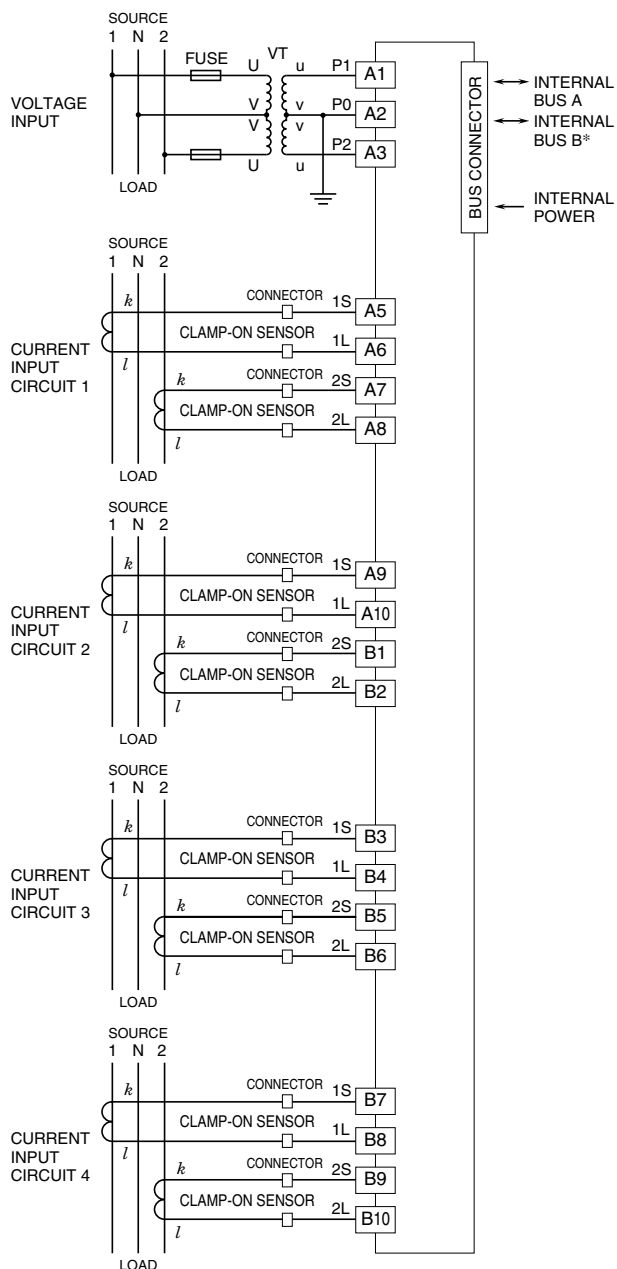 SOURCE
1 N 2
FUSE
VT
U
u
P1
A1
VOLTAGE
INPUT
V
v
P0
A2
V
v
U
u
P2
A3
LOAD
BUS CONNECTOR
INTERNAL
BUS A
INTERNAL
BUS B*
INTERNAL
POWER
SOURCE
1 N 2
k
CONNECTOR
1S
A5
CURRENT
INPUT
CIRCUIT 1
CLAMP-ON SENSOR
l
1L
A6
k
CONNECTOR
2S
A7
CLAMP-ON SENSOR
l
2L
A8
LOAD
SOURCE
1 N 2
k
CONNECTOR
1S
A9
CURRENT
INPUT
CIRCUIT 2
CLAMP-ON SENSOR
l
1L
A10
k
CONNECTOR
2S
B1
CLAMP-ON SENSOR
l
2L
B2
LOAD
SOURCE
1 N 2
k
CONNECTOR
1S
B3
CURRENT
INPUT
CIRCUIT 3
CLAMP-ON SENSOR
l
1L
B4
k
CONNECTOR
2S
B5
CLAMP-ON SENSOR
l
2L
B6
LOAD
SOURCE
1 N 2
k
CONNECTOR
1S
B7
CURRENT
INPUT
CIRCUIT 4
CLAMP-ON SENSOR
l
1L
B8
k
CONNECTOR
2S
B9
CLAMP-ON SENSOR
l
2L
B10
LOAD